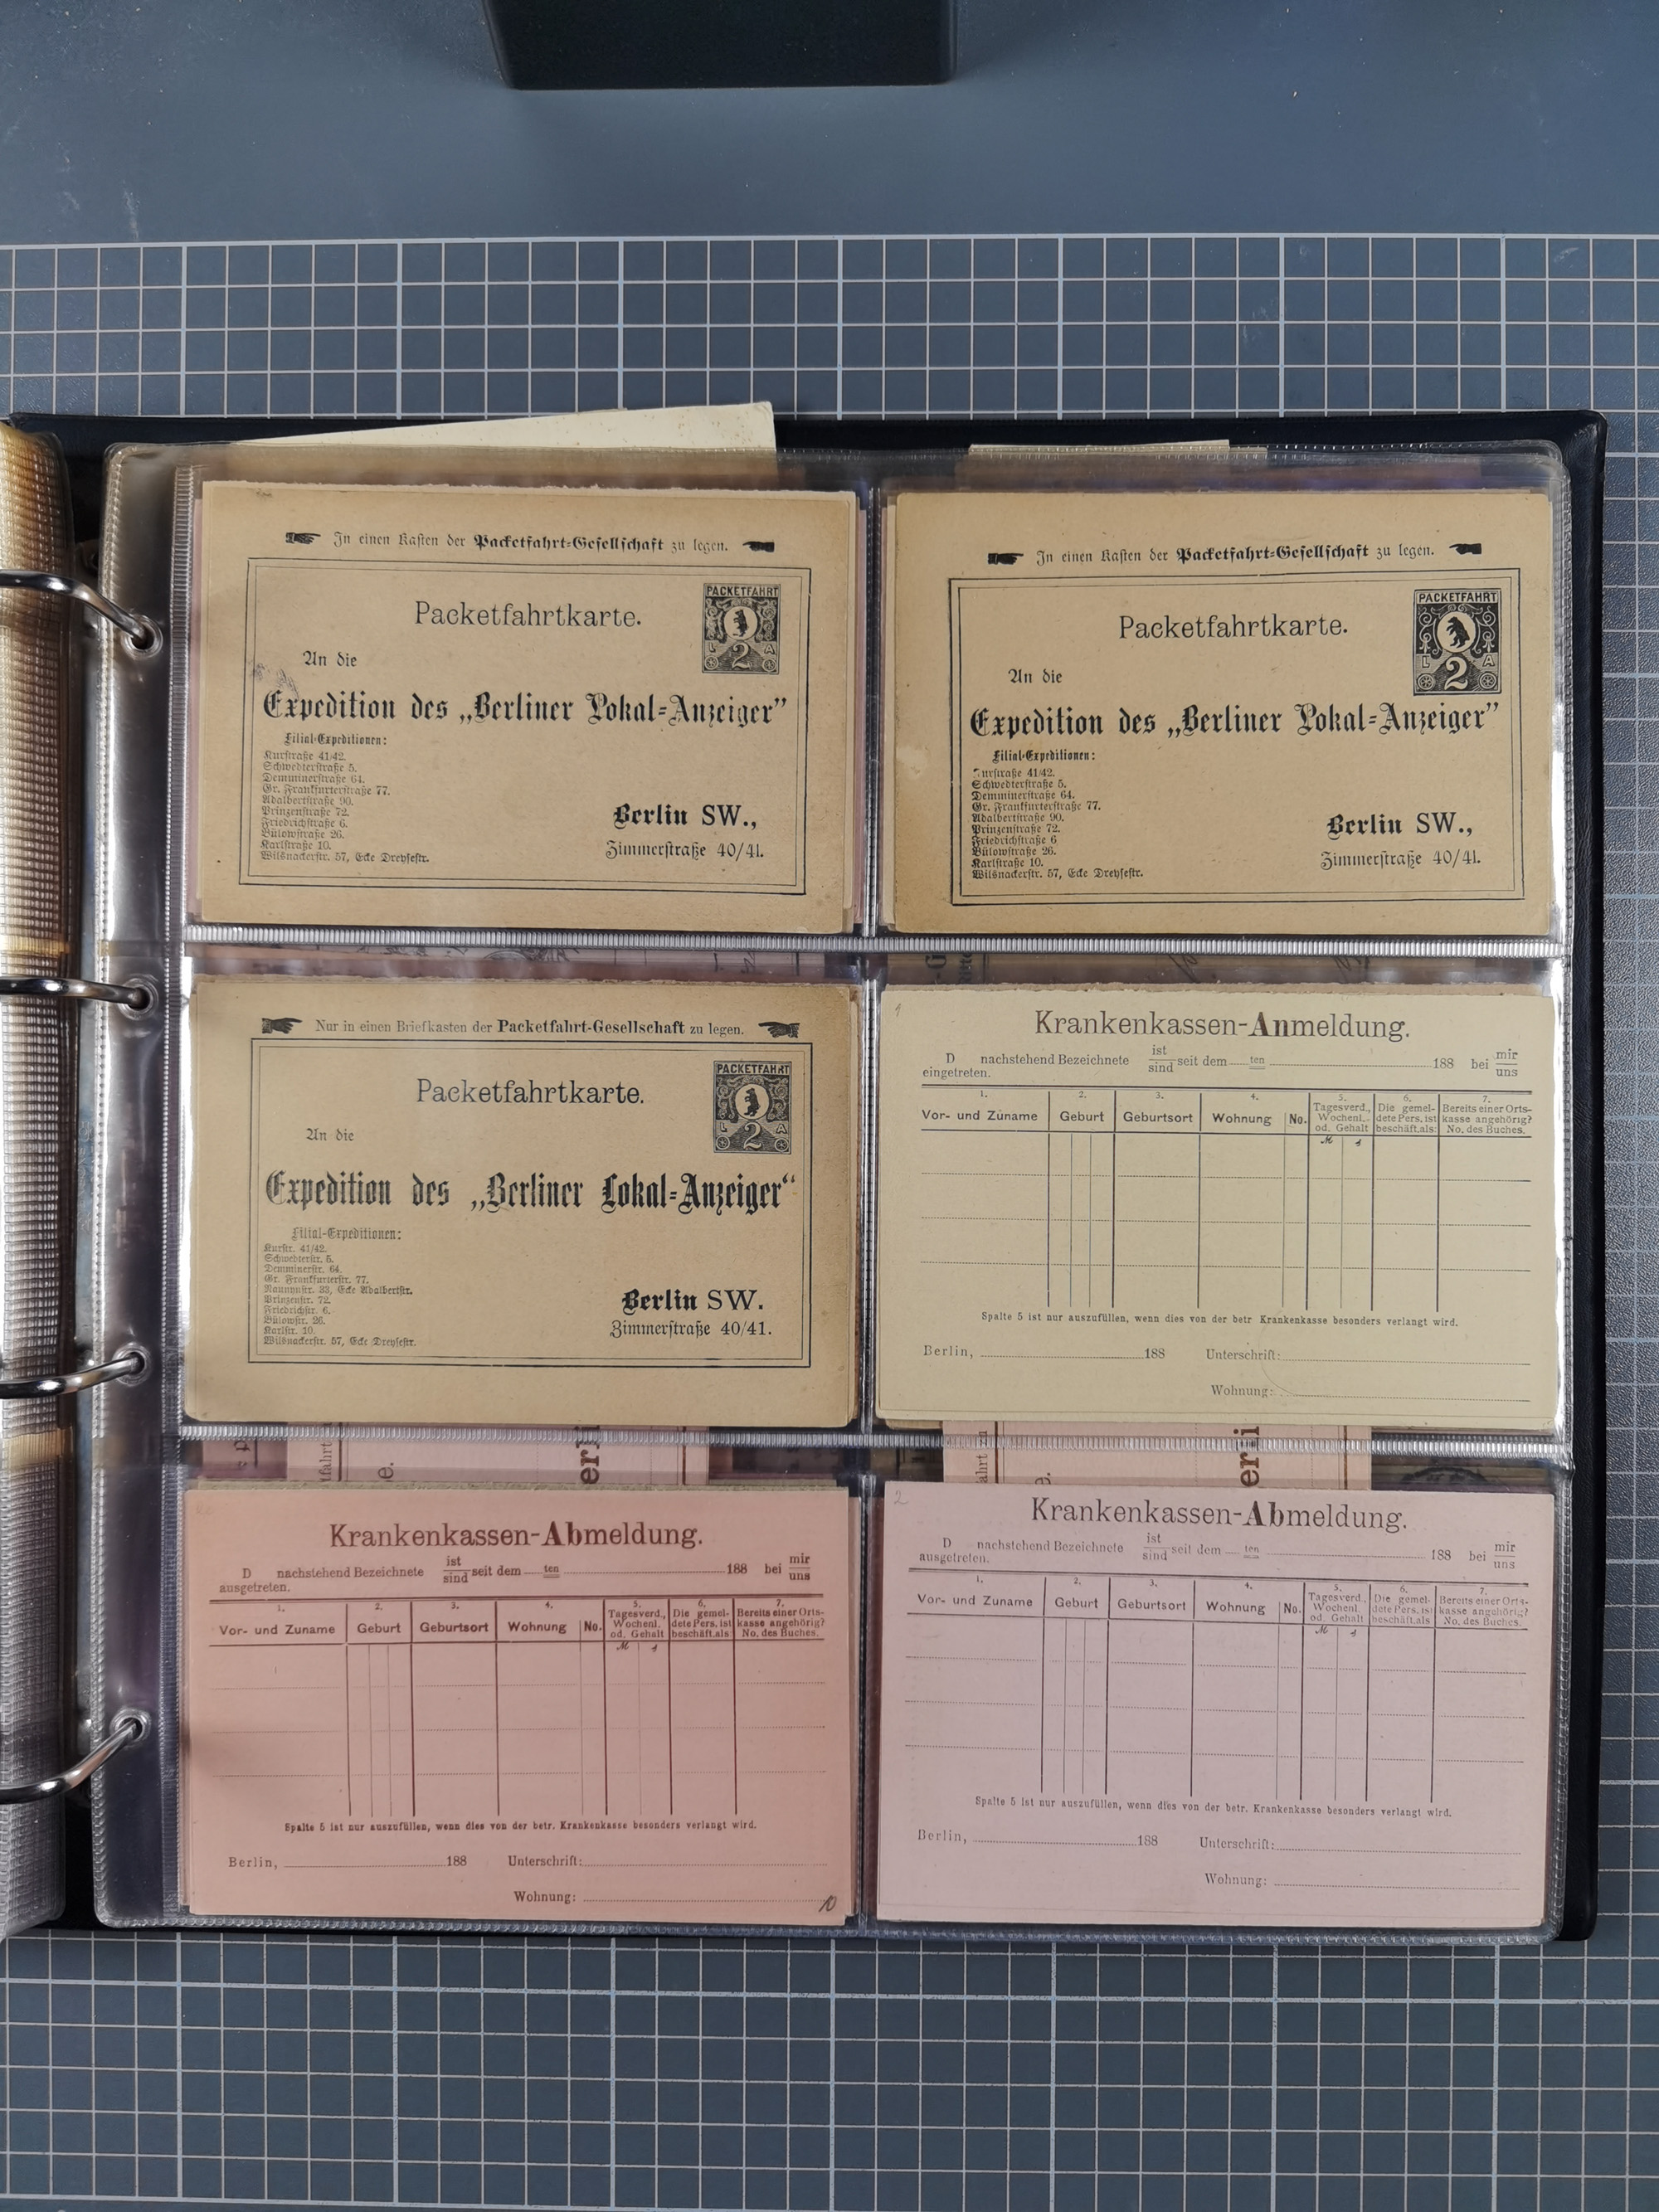 In einen Kasten der Packetfahrt=Gesellschaft zu legen.
Packetfahrtkarte.
PACKETFAHRT
L A
2
An die
Expedition des „Berliner Lokal=Anzeiger”
Filial-Expeditionen:
Kurstraße 41/42.
Schwedterstraße 5.
Demminerstraße 64.
Gr. Frankfurterstraße 77.
Adalbertstraße 90.
Prinzenstraße 72.
Friedrichstraße 6.
Bülowstraße 26.
Karlstraße 10.
Wilsnackerstr. 57, Ecke Dreysestr.
Berlin SW.,
Zimmerstraße 40/41.
In einen Kasten der Packetfahrt=Gesellschaft zu legen.
Packetfahrtkarte.
PACKETFAHRT
L A
2
An die
Expedition des „Berliner Lokal=Anzeiger”
Filial-Expeditionen:
urstraße 41/42.
Schwedterstraße 5.
Demminerstraße 64.
Gr. Frankfurterstraße 77.
Adalbertstraße 90.
Prinzenstraße 72.
Friedrichstraße 6
Bülowstraße 26.
Karlstraße 10.
Wilsnackerstr. 57, Ecke Dreysestr.
Berlin SW.,
Zimmerstraße 40/41.
Nur in einen Briefkasten der Packetfahrt-Gesellschaft zu legen.
Packetfahrtkarte.
PACKETFAHRT
L A
2
An die
Expedition des „Berliner Lokal=Anzeiger“
Filial-Expeditionen:
Kurstr. 41/42.
Schwedterstr. 5.
Demminerstr. 64.
Gr. Frankfurterstr. 77.
Naunynstr. 33, Ecke Adalbertstr.
Prinzenstr. 72.
Friedrichstr. 6.
Bülowstr. 26.
Karlstr. 10.
Wilsnackerstr. 57, Ecke Dreysestr.
Berlin SW.
Zimmerstraße 40/41.
1
Krankenkassen-Anmeldung.
D nachstehend Bezeichnete ist sind seit dem ten 188 bei mir uns
eingetreten.
1. 2. 3. 4. 5. 6. 7.
Vor- und Zuname Geburt Geburtsort Wohnung No. Tagesverd., Wochenl. od. Gehalt Die gemeldete Pers. ist beschäft. als: Bereits einer Ortskasse angehörig? No. des Buches.
Spalte 5 ist nur auszufüllen, wenn dies von der betr Krankenkasse besonders verlangt wird.
Berlin, 188 Unterschrift:
Wohnung:
Krankenkassen-Abmeldung.
D nachstehend Bezeichnete ist sind seit dem ten 188 bei mir uns
ausgetreten.
1. 2. 3. 4. 5. 6. 7.
Vor- und Zuname Geburt Geburtsort Wohnung No. Tagesverd., Wochenl. od. Gehalt Die gemeldete Pers. ist beschäft. als: Bereits einer Ortskasse angehörig? No. des Buches.
Spalte 5 ist nur auszufüllen, wenn dies von der betr. Krankenkasse besonders verlangt wird.
Berlin, 188 Unterschrift:
Wohnung:
10
2
Krankenkassen-Abmeldung.
D nachstehend Bezeichnete ist sind seit dem ten 188 bei mir uns
ausgetreten.
1. 2. 3. 4. 5. 6. 7.
Vor- und Zuname Geburt Geburtsort Wohnung No. Tagesverd., Wochenl. od. Gehalt Die gemeldete Pers. ist beschäft. als: Bereits einer Ortskasse angehörig? No. des Buches.
Spalte 5 ist nur auszufüllen, wenn dies von der betr. Krankenkasse besonders verlangt wird.
Berlin, 188 Unterschrift:
Wohnung: